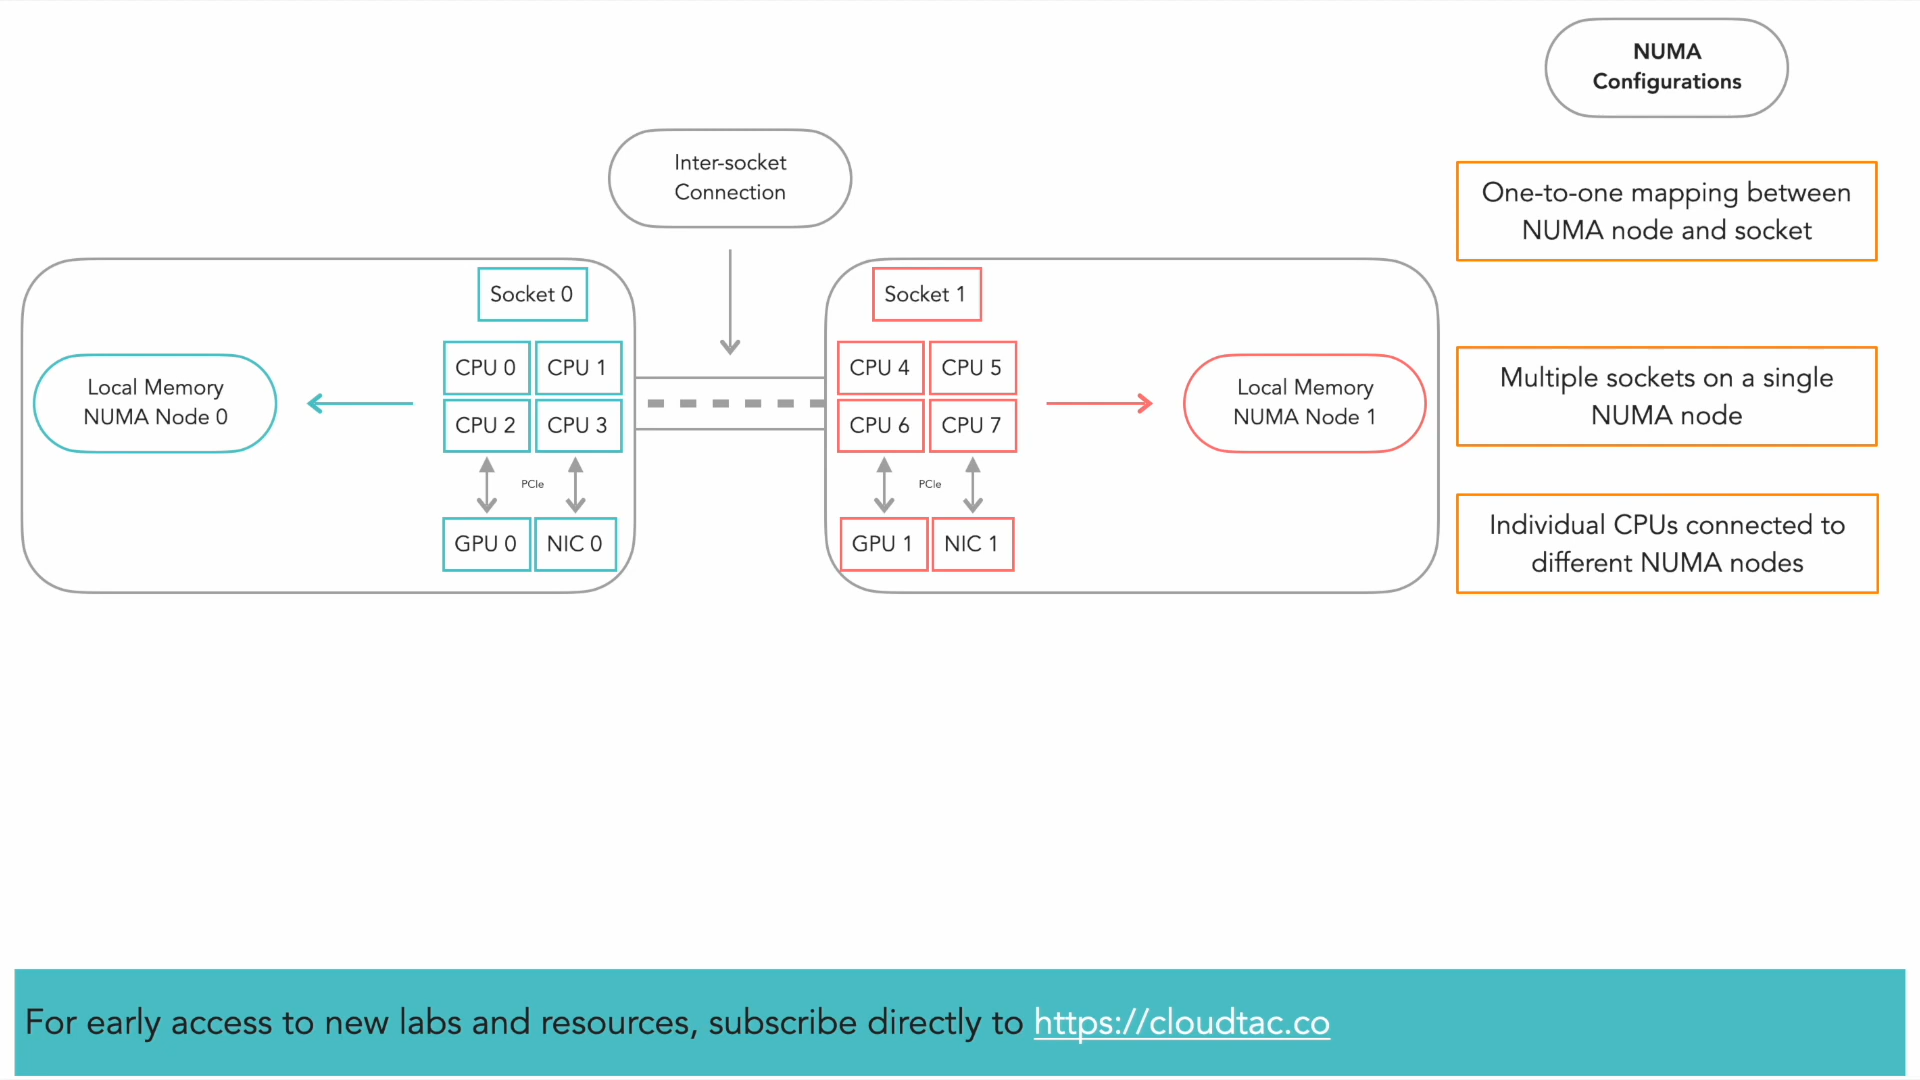 NUMA
Configurations
Inter-socket
Connection
One-to-one mapping between
NUMA node and socket
Socket 0
Socket 1
CPU 0
CPU 1
CPU 4
CPU 5
Local Memory
NUMA Node 0
Local Memory
NUMA Node 1
Multiple sockets on a single
NUMA node
CPU 2
CPU 3
CPU 6
CPU 7
PCIe
PCIe
GPU 0
NIC 0
GPU 1
NIC 1
Individual CPUs connected to
different NUMA nodes
For early access to new labs and resources, subscribe directly to https://cloudtac.co